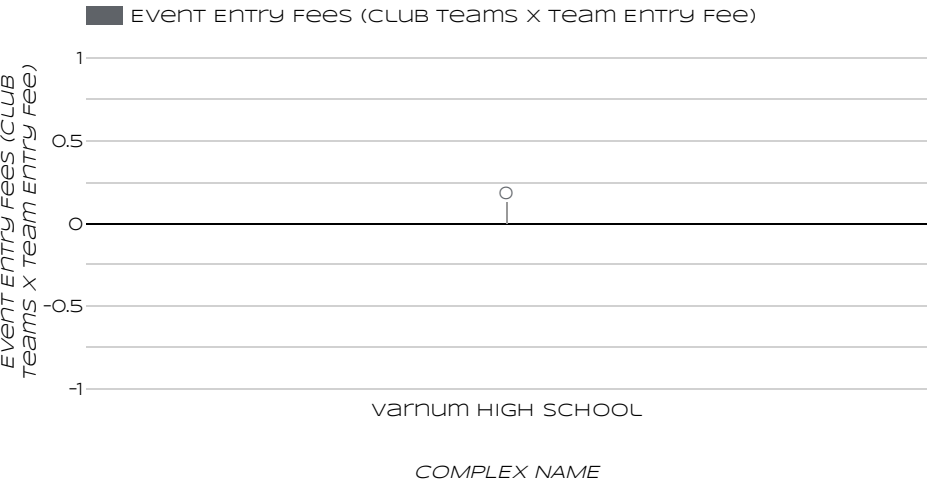 Event Entry Fees (Club Teams x Team Entry Fee)
1
0.5
0
0
-0.5
-1
Event Entry Fees (Club
Teams x Team Entry Fee)
Varnum High School
Complex Name